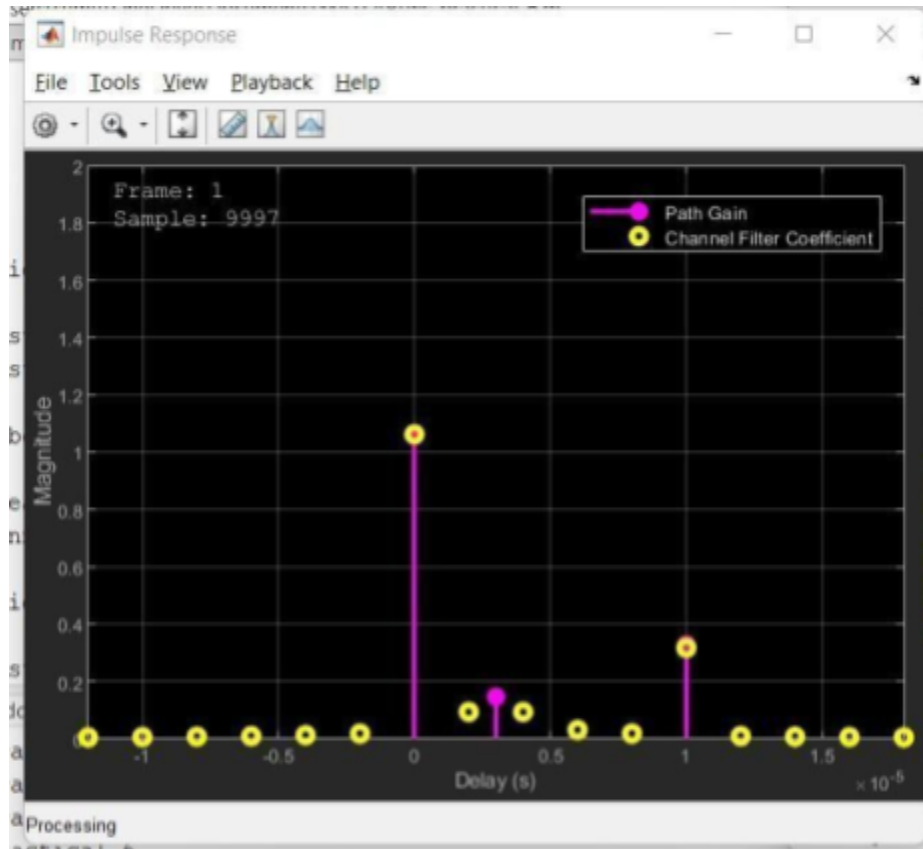 Impulse Response
File Tools View Playback Help
Frame: 1
Sample: 9997
Path Gain
Channel Filter Coefficient
2
1.8
1.6
1.4
1.2
1
0.8
0.6
0.4
0.2
0
Magnitude
-1 -0.5 0 0.5 1 1.5
Delay (s)
× 10⁻⁵
Processing